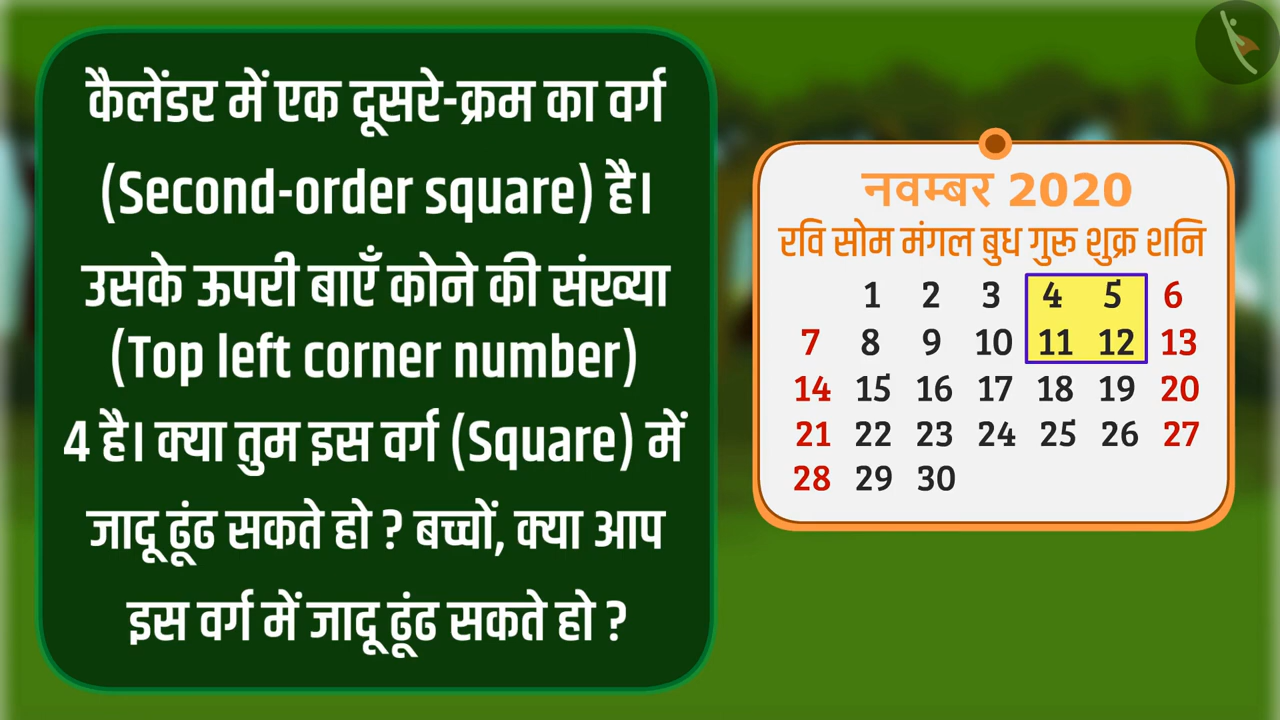 कैलेंडर में एक दूसरे-क्रम का वर्ग
(Second-order square) है।
उसके ऊपरी बाएँ कोने की संख्या
(Top left corner number)
4 है। क्या तुम इस वर्ग (Square) में
जादू ढूंढ सकते हो ? बच्चों, क्या आप
इस वर्ग में जादू ढूंढ सकते हो ?
नवम्बर 2020
रवि सोम मंगल बुध गुरू शुक्र शनि
1 2 3 4 5 6
7 8 9 10 11 12 13
14 15 16 17 18 19 20
21 22 23 24 25 26 27
28 29 30